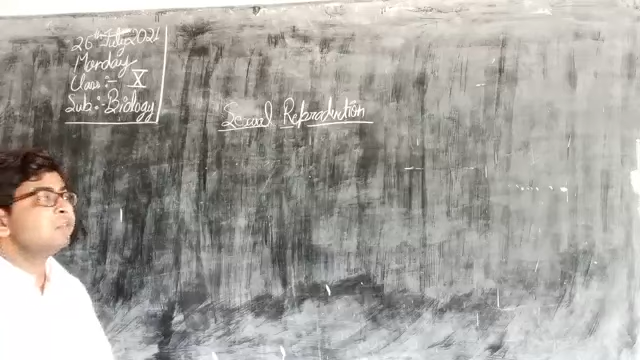 26th July 2021
Monday
Class :- X
Sub :- Biology
Sexual Reproduction